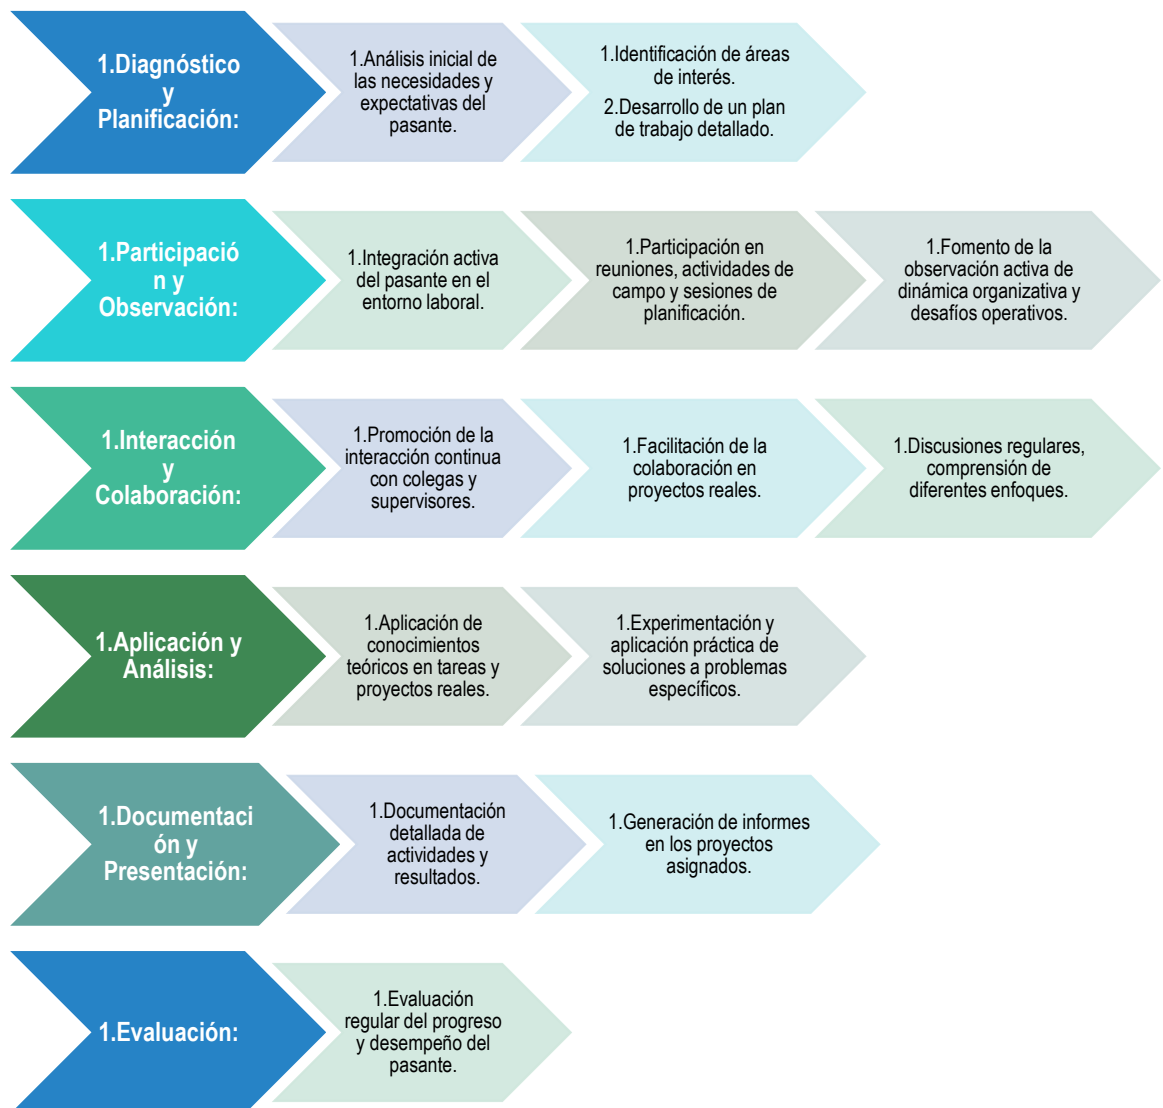 1.Diagnóstico
y
Planificación:
1.Análisis inicial de
las necesidades y
expectativas del
pasante.
1.Identificación de áreas
de interés.
2.Desarrollo de un plan
de trabajo detallado.
1.Participació
n y
Observación:
1.Integración activa
del pasante en el
entorno laboral.
1.Participación en
reuniones, actividades de
campo y sesiones de
planificación.
1.Fomento de la
observación activa de
dinámica organizativa y
desafíos operativos.
1.Interacción
y
Colaboración:
1.Promoción de la
interacción continua
con colegas y
supervisores.
1.Facilitación de la
colaboración en
proyectos reales.
1.Discusiones regulares,
comprensión de
diferentes enfoques.
1.Aplicación y
Análisis:
1.Aplicación de
conocimientos
teóricos en tareas y
proyectos reales.
1.Experimentación y
aplicación práctica de
soluciones a problemas
específicos.
1.Documentaci
ón y
Presentación:
1.Documentación
detallada de
actividades y
resultados.
1.Generación de informes
en los proyectos
asignados.
1.Evaluación:
1.Evaluación
regular del progreso
y desempeño del
pasante.